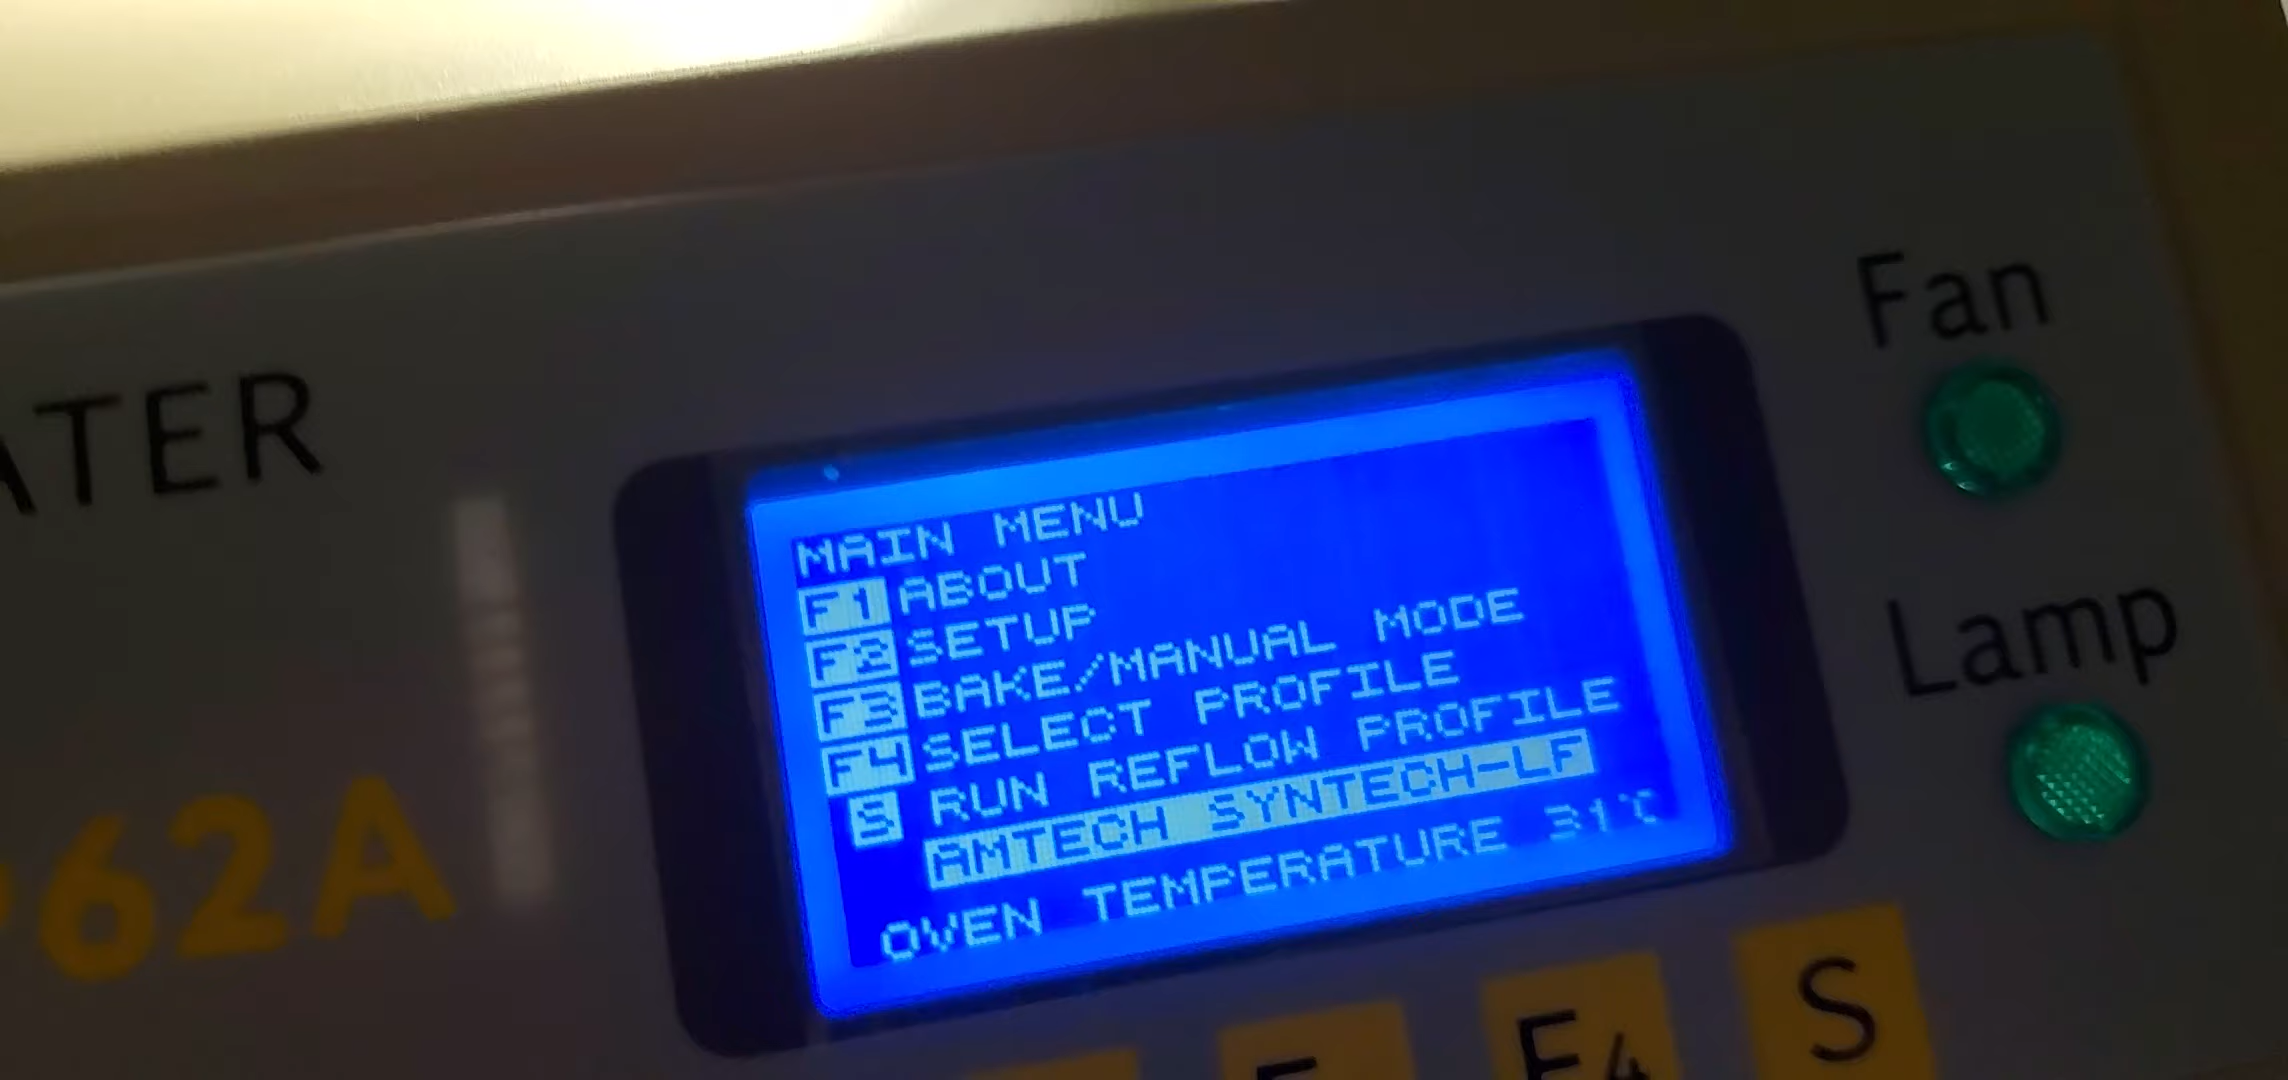 Fan
ATER
MAIN MENU
F1 ABOUT
F2 SETUP
F3 BAKE/MANUAL MODE
F4 SELECT PROFILE
S RUN REFLOW PROFILE
AMTECH SYNTECH-LF
OVEN TEMPERATURE 31℃
Lamp
962A
F4
S